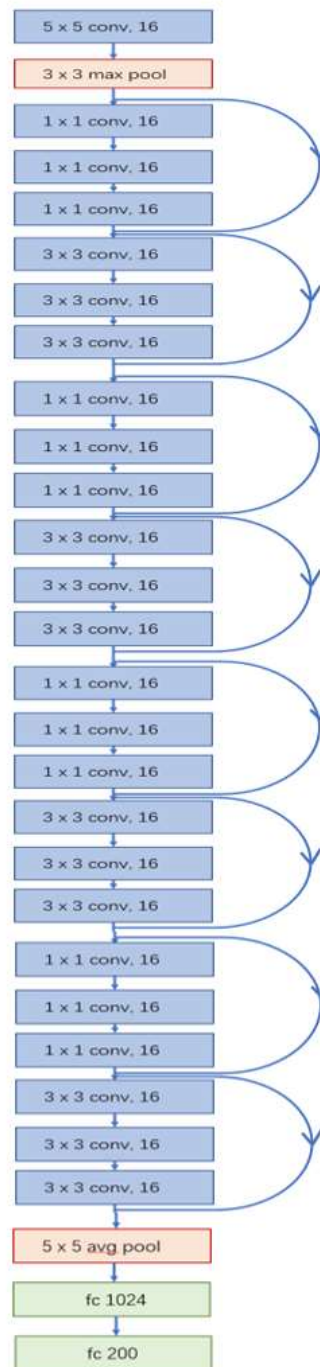 5 x 5 conv, 16
3 x 3 max pool
1 x 1 conv, 16
1 x 1 conv, 16
1 x 1 conv, 16
3 x 3 conv, 16
3 x 3 conv, 16
3 x 3 conv, 16
1 x 1 conv, 16
1 x 1 conv, 16
1 x 1 conv, 16
3 x 3 conv, 16
3 x 3 conv, 16
3 x 3 conv, 16
1 x 1 conv, 16
1 x 1 conv, 16
1 x 1 conv, 16
3 x 3 conv, 16
3 x 3 conv, 16
3 x 3 conv, 16
1 x 1 conv, 16
1 x 1 conv, 16
1 x 1 conv, 16
3 x 3 conv, 16
3 x 3 conv, 16
3 x 3 conv, 16
5 x 5 avg pool
fc 1024
fc 200